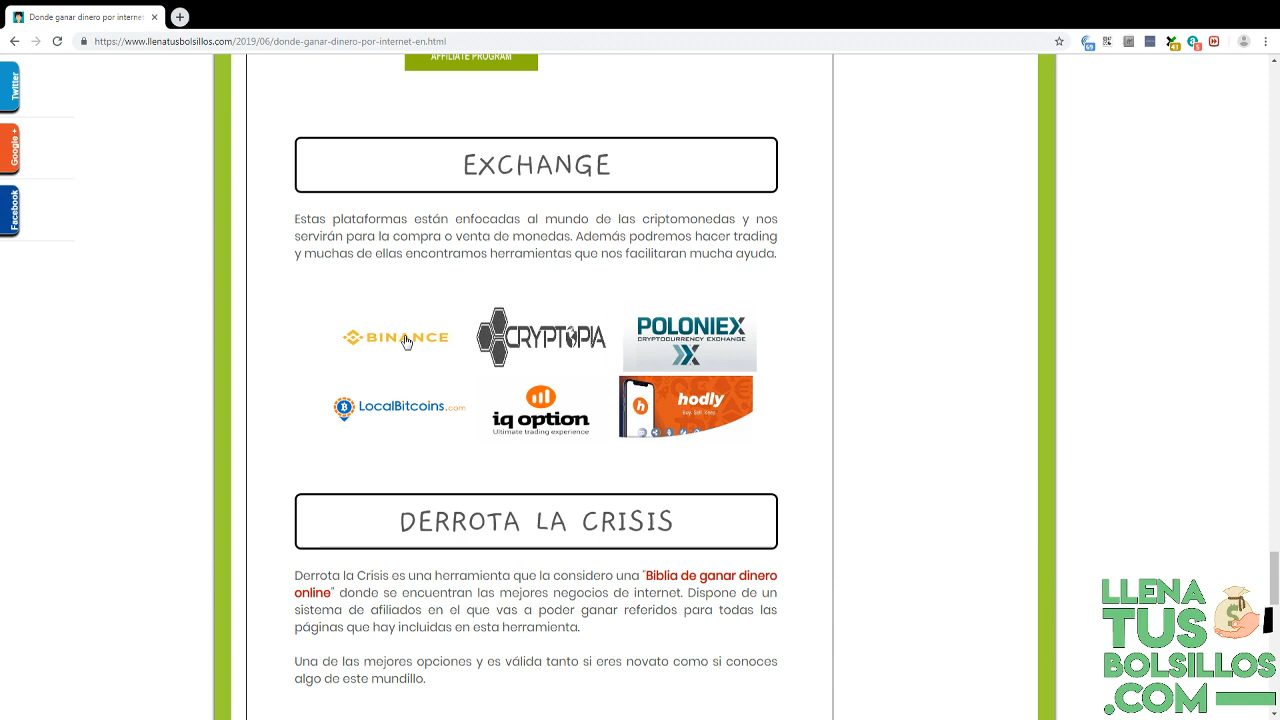 Donde ganar dinero por internet
https://www.llenatusbolsillos.com/2019/06/donde-ganar-dinero-por-internet-en.html
Twitter
Google +
Facebook
AFFILIATE PROGRAM
EXCHANGE
Estas plataformas están enfocadas al mundo de las criptomonedas y nos
servirán para la compra o venta de monedas. Además podremos hacer trading
y muchas de ellas encontramos herramientas que nos facilitaran mucha ayuda.
BINANCE
CRYPTOPIA
POLONIEX
CRYPTOCURRENCY EXCHANGE
LocalBitcoins.com
iq option
Ultimate trading experience
hodly
Buy. Sell. Keep.
DERROTA LA CRISIS
Derrota la Crisis es una herramienta que la considero una "Biblia de ganar dinero
online" donde se encuentran las mejores negocios de internet. Dispone de un
sistema de afiliados en el que vas a poder ganar referidos para todas las
páginas que hay incluidas en esta herramienta.
Una de las mejores opciones y es válida tanto si eres novato como si conoces
algo de este mundillo.
LLENA
TUS
BOLSILLOS
.COM